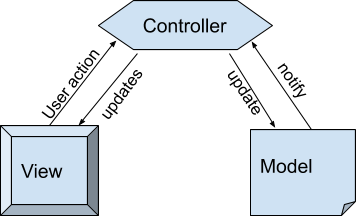 Controller
User action
updates
update
notify
View
Model